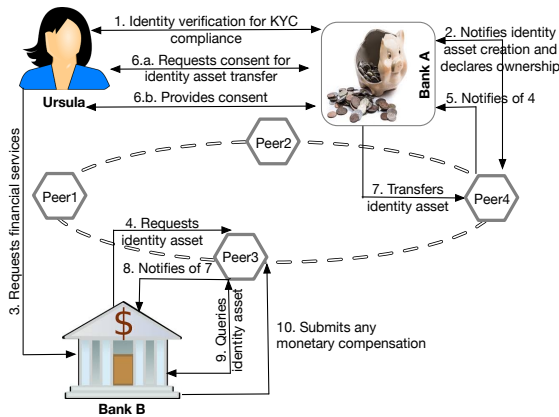 1. Identity verification for KYC
compliance
6.a. Requests consent for
identity asset transfer
6.b. Provides consent
Ursula
Bank A
2. Notifies identity
asset creation and
declares ownership
5. Notifies of 4
3. Requests financial services
Peer2
Peer1
Peer4
7. Transfers
identity asset
4. Requests
identity asset
Peer3
8. Notifies of 7
9. Queries
identity asset
10. Submits any
monetary compensation
$
Bank B